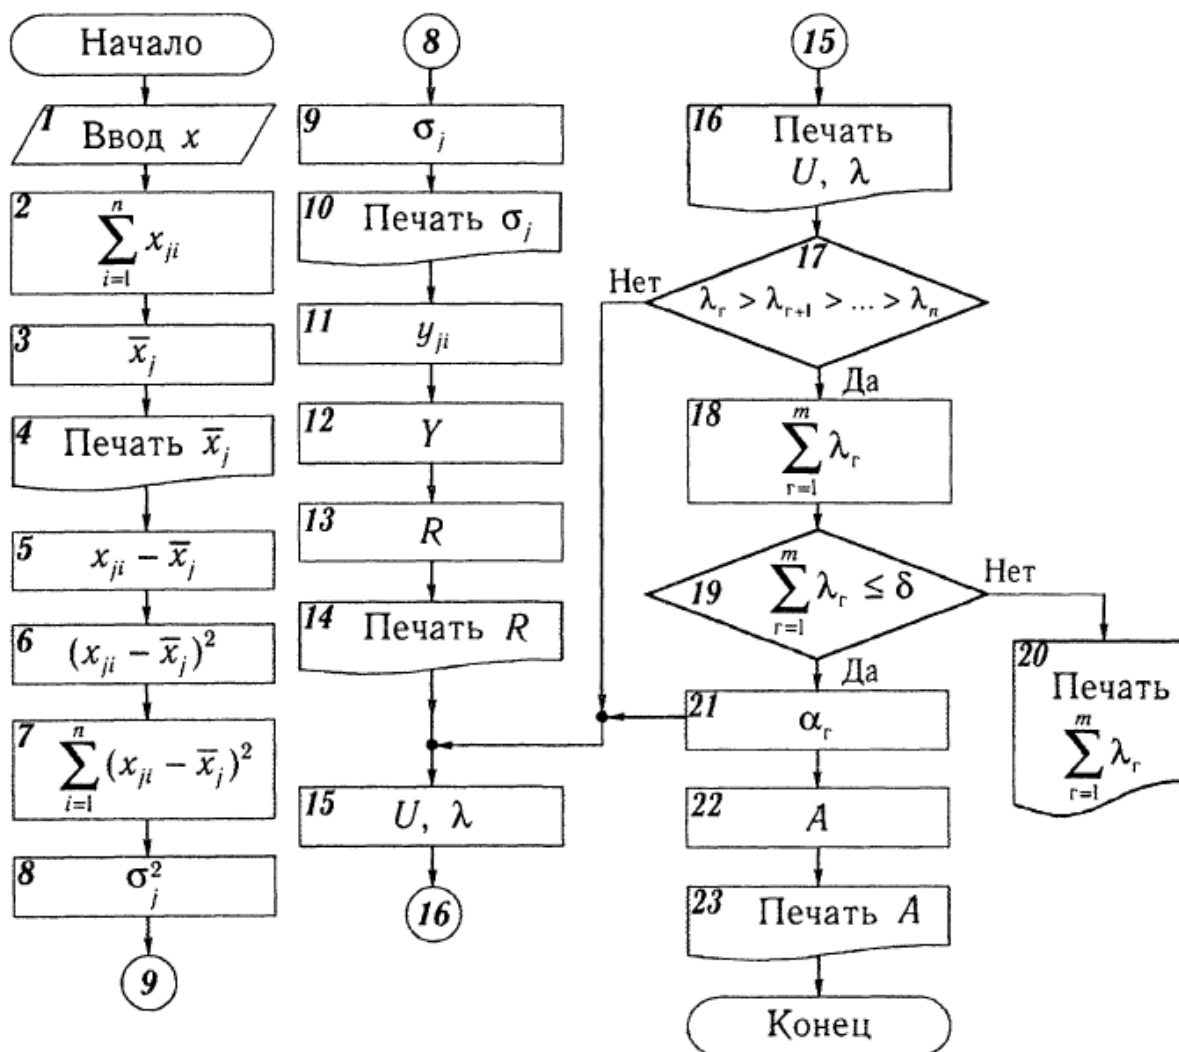 Начало
1 Ввод x
2 ∑_{i=1}^{n} x_{ji}
3 x̅_j
4 Печать x̅_j
5 x_{ji} − x̅_j
6 (x_{ji} − x̅_j)²
7 ∑_{i=1}^{n} (x_{ji} − x̅_j)²
8 σ_j²
9
8
9 σ_j
10 Печать σ_j
11 y_{ji}
12 Y
13 R
14 Печать R
15 U, λ
16
15
16 Печать
U, λ
17
Нет
λ_r > λ_{r+1} > ... > λ_n
Да
18 ∑_{r=1}^{m} λ_r
19 ∑_{r=1}^{m} λ_r ≤ δ
Нет
20
Печать
∑_{r=1}^{m} λ_r
Да
21 α_r
22 A
23 Печать A
Конец